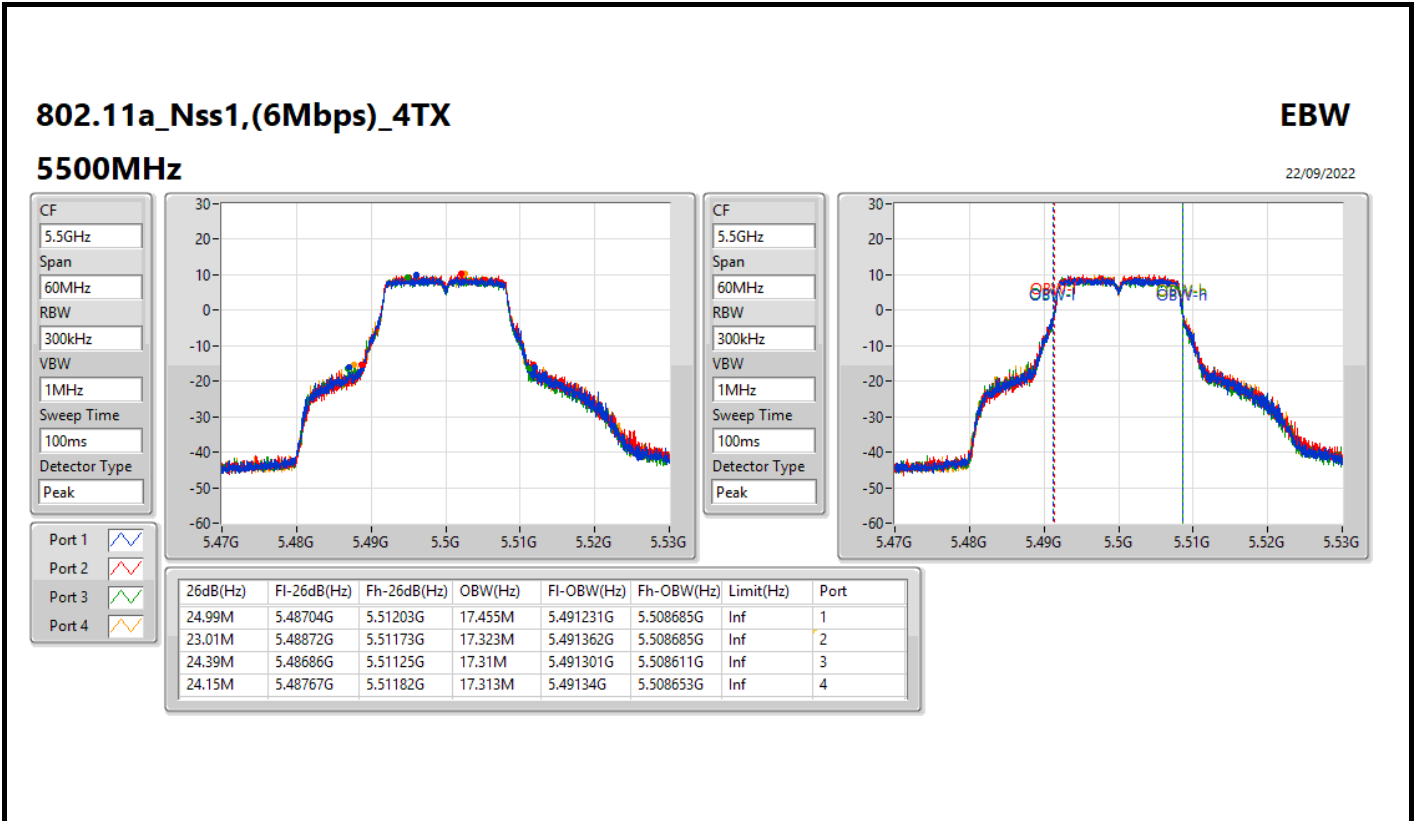 802.11a_Nss1,(6Mbps)_4TX
EBW
5500MHz
22/09/2022
CF
5.5GHz
Span
60MHz
RBW
300kHz
VBW
1MHz
Sweep Time
100ms
Detector Type
Peak
30
20
10
0
-10
-20
-30
-40
-50
-60
5.47G 5.48G 5.49G 5.5G 5.51G 5.52G 5.53G
CF
5.5GHz
Span
60MHz
RBW
300kHz
VBW
1MHz
Sweep Time
100ms
Detector Type
Peak
30
20
10
0
-10
-20
-30
-40
-50
-60
OBW-l
OBW-h
5.47G 5.48G 5.49G 5.5G 5.51G 5.52G 5.53G
Port 1
Port 2
Port 3
Port 4
26dB(Hz) Fl-26dB(Hz) Fh-26dB(Hz) OBW(Hz) Fl-OBW(Hz) Fh-OBW(Hz) Limit(Hz) Port
24.99M 5.48704G 5.51203G 17.455M 5.491231G 5.508685G Inf 1
23.01M 5.48872G 5.51173G 17.323M 5.491362G 5.508685G Inf 2
24.39M 5.48686G 5.51125G 17.31M 5.491301G 5.508611G Inf 3
24.15M 5.48767G 5.51182G 17.313M 5.49134G 5.508653G Inf 4